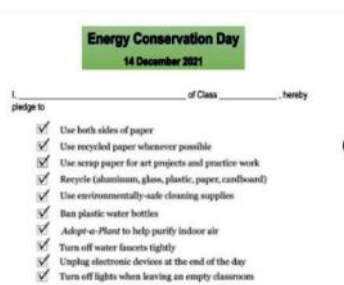 Energy Conservation Day
14 December 2021
I, ______________________ of Class ____________, hereby
pledge to
Use both sides of paper
Use recycled paper whenever possible
Use scrap paper for art projects and practice work
Recycle (aluminum, glass, plastic, paper, cardboard)
Use environmentally-safe cleaning supplies
Ban plastic water bottles
Adopt-a-Plant to help purify indoor air
Turn off water faucets tightly
Unplug electronic devices at the end of the day
Turn off lights when leaving an empty classroom